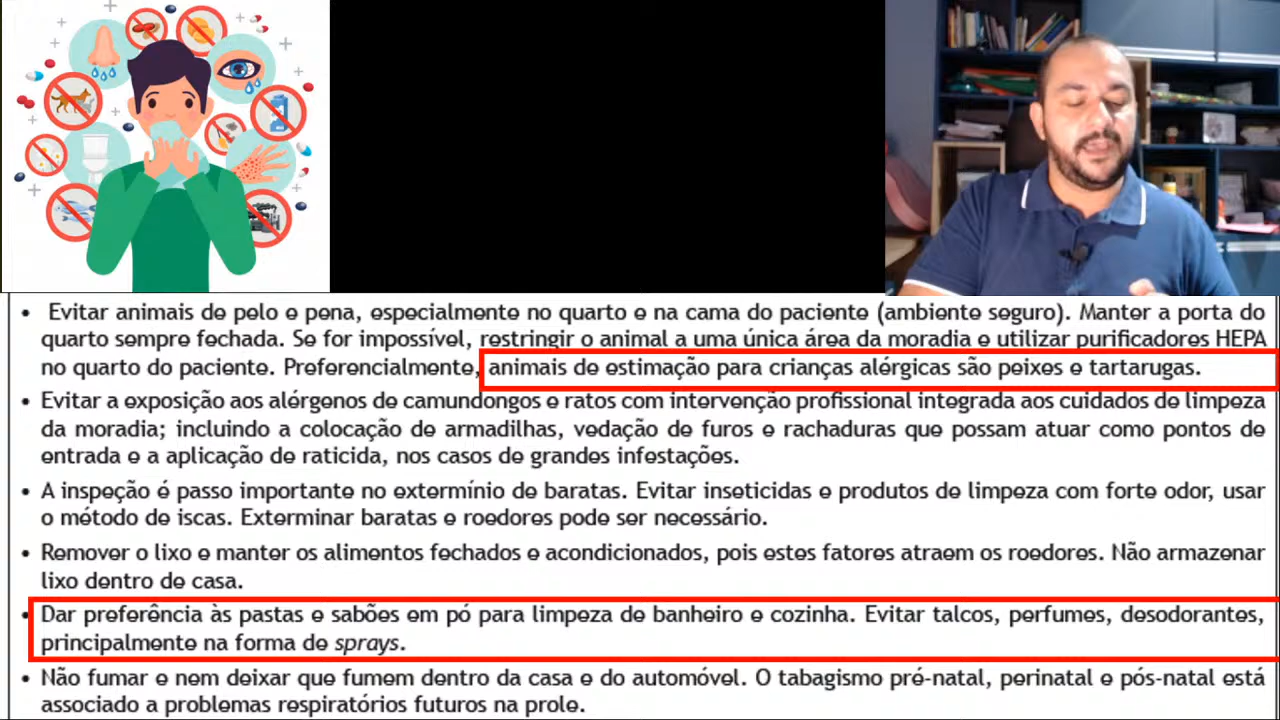 • Evitar animais de pelo e pena, especialmente no quarto e na cama do paciente (ambiente seguro). Manter a porta do
quarto sempre fechada. Se for impossível, restringir o animal a uma única área da moradia e utilizar purificadores HEPA
no quarto do paciente. Preferencialmente, animais de estimação para crianças alérgicas são peixes e tartarugas.
• Evitar a exposição aos alérgenos de camundongos e ratos com intervenção profissional integrada aos cuidados de limpeza
da moradia; incluindo a colocação de armadilhas, vedação de furos e rachaduras que possam atuar como pontos de
entrada e a aplicação de raticida, nos casos de grandes infestações.
• A inspeção é passo importante no extermínio de baratas. Evitar inseticidas e produtos de limpeza com forte odor, usar
o método de iscas. Exterminar baratas e roedores pode ser necessário.
• Remover o lixo e manter os alimentos fechados e acondicionados, pois estes fatores atraem os roedores. Não armazenar
lixo dentro de casa.
• Dar preferência às pastas e sabões em pó para limpeza de banheiro e cozinha. Evitar talcos, perfumes, desodorantes,
principalmente na forma de sprays.
• Não fumar e nem deixar que fumem dentro da casa e do automóvel. O tabagismo pré-natal, perinatal e pós-natal está
associado a problemas respiratórios futuros na prole.